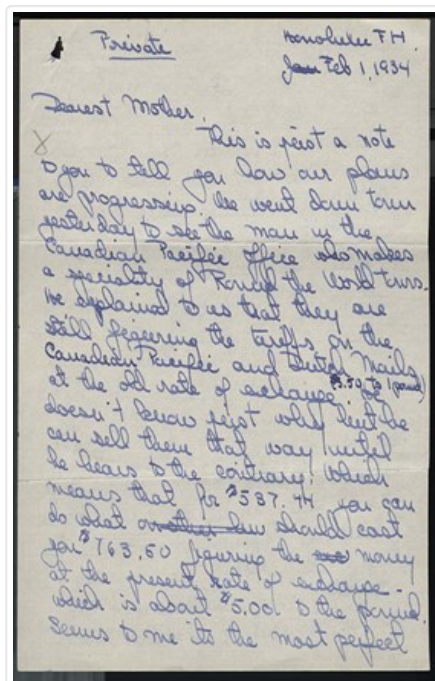 Private
Honolulu T.H.
Jan Feb 1, 1934
Dearest Mother,
This is just a note
to you to tell you how our plans
are progressing. We went down town
yesterday to see the man in the
Canadian Pacific office who makes
a speciality of Round the World tours.
He explained to us that they are
still figuring the tariffs on the
Canadian Pacific and Dutch Mails
at the old rate of exchange $3.50 to 1 pound). He
doesn't know just why but he
can sell them that way until
he hears to the contrary, which
means that for $537.44 you can
do what should cost
you $763.50 figuring the money
at the present rate of exchange -
which is about $5.00 to the pound.
Seems to me its the most perfect